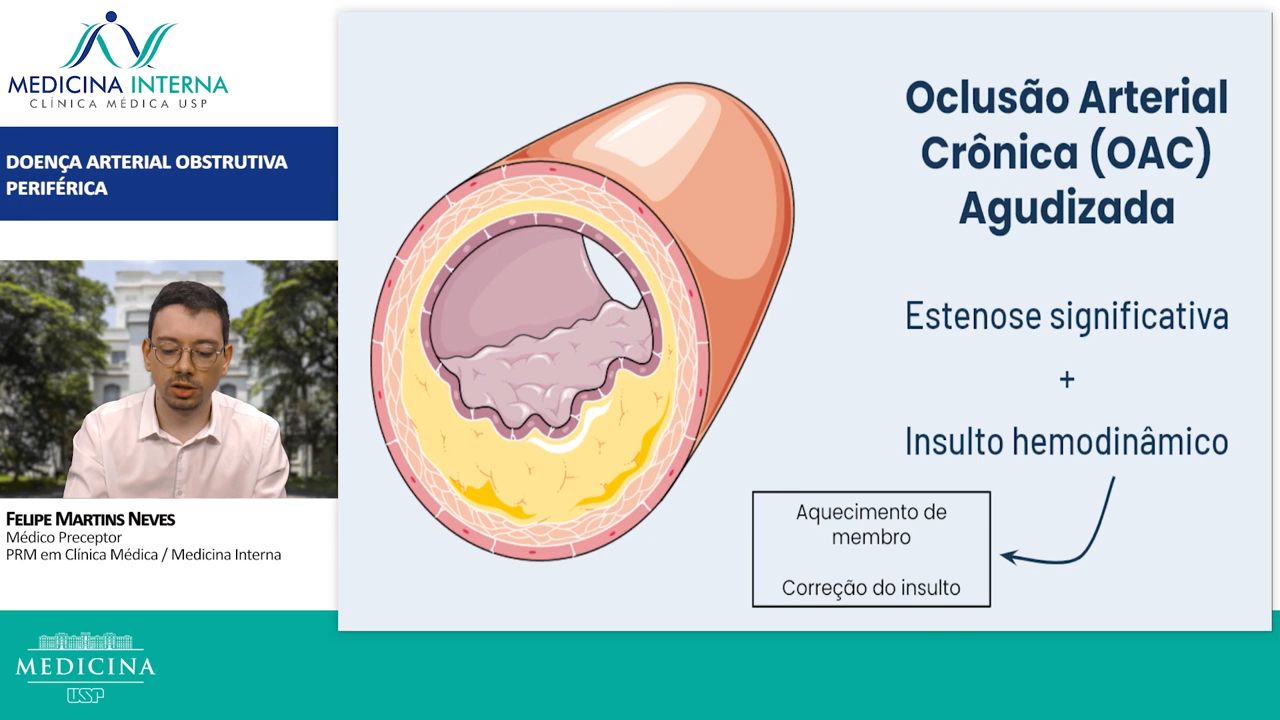 MEDICINA INTERNA
CLÍNICA MÉDICA USP
DOENÇA ARTERIAL OBSTRUTIVA
PERIFÉRICA
FELIPE MARTINS NEVES
Médico Preceptor
PRM em Clínica Médica / Medicina Interna
MEDICINA
USP
Oclusão Arterial
Crônica (OAC)
Agudizada
Estenose significativa
+
Insulto hemodinâmico
Aquecimento de
membro
Correção do insulto